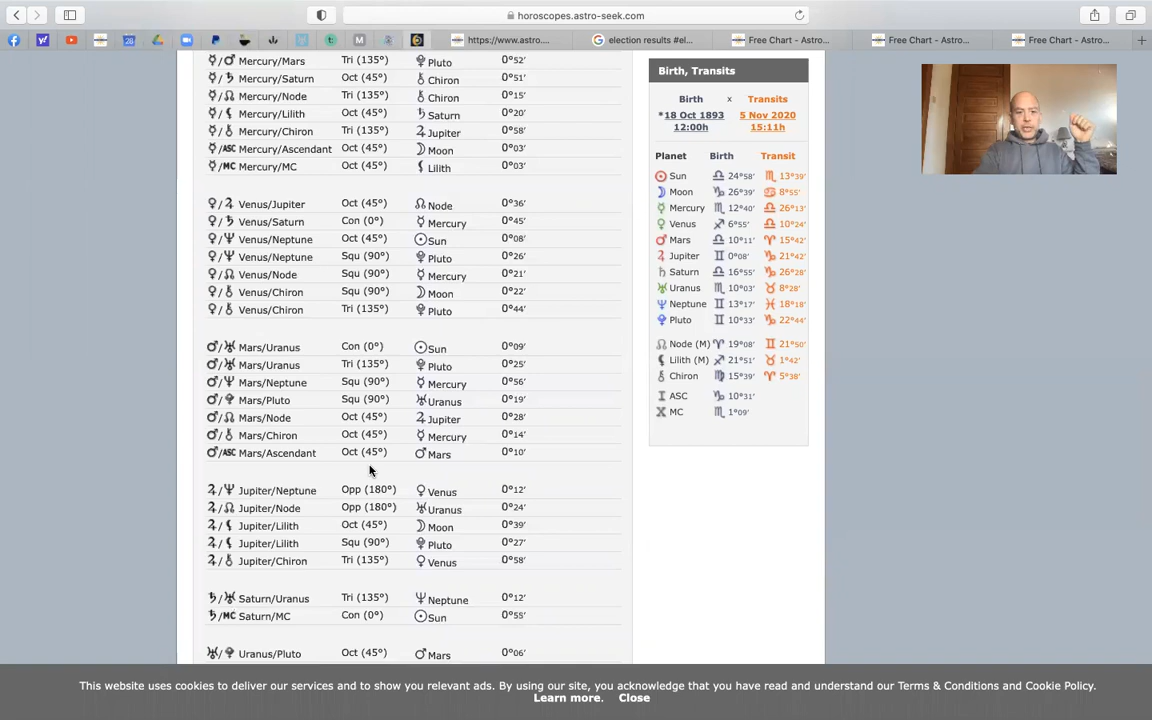 horoscopes.astro-seek.com
https://www.astro....
election results #el...
Free Chart - Astro...
Free Chart - Astro...
Free Chart - Astro...
Mercury/Mars Tri (135°) Pluto 0°52'
Mercury/Saturn Oct (45°) Chiron 0°51'
Mercury/Node Tri (135°) Chiron 0°15'
Mercury/Lilith Oct (45°) Saturn 0°20'
Mercury/Chiron Tri (135°) Jupiter 0°58'
ASC Mercury/Ascendant Oct (45°) Moon 0°03'
MC Mercury/MC Oct (45°) Lilith 0°03'
Venus/Jupiter Oct (45°) Node 0°36'
Venus/Saturn Con (0°) Mercury 0°45'
Venus/Neptune Oct (45°) Sun 0°08'
Venus/Neptune Squ (90°) Pluto 0°26'
Venus/Node Squ (90°) Mercury 0°21'
Venus/Chiron Squ (90°) Moon 0°22'
Venus/Chiron Tri (135°) Pluto 0°44'
Mars/Uranus Con (0°) Sun 0°09'
Mars/Uranus Tri (135°) Pluto 0°25'
Mars/Neptune Squ (90°) Mercury 0°56'
Mars/Pluto Squ (90°) Uranus 0°19'
Mars/Node Oct (45°) Jupiter 0°28'
Mars/Chiron Oct (45°) Mercury 0°14'
ASC Mars/Ascendant Oct (45°) Mars 0°10'
Jupiter/Neptune Opp (180°) Venus 0°12'
Jupiter/Node Opp (180°) Uranus 0°24'
Jupiter/Lilith Oct (45°) Moon 0°39'
Jupiter/Lilith Squ (90°) Pluto 0°27'
Jupiter/Chiron Tri (135°) Venus 0°58'
Saturn/Uranus Tri (135°) Neptune 0°12'
MC Saturn/MC Con (0°) Sun 0°55'
Uranus/Pluto Oct (45°) Mars 0°06'
Birth, Transits
Birth x Transits
*18 Oct 1893 5 Nov 2020
12:00h 15:11h
Planet Birth Transit
Sun 24°58' 13°39'
Moon 26°39' 8°55'
Mercury 12°40' 26°13'
Venus 6°55' 10°24'
Mars 10°11' 15°42'
Jupiter 0°08' 21°42'
Saturn 16°55' 26°28'
Uranus 10°03' 8°28'
Neptune 13°17' 18°18'
Pluto 10°33' 22°44'
Node (M) 19°08' 21°50'
Lilith (M) 21°51' 1°42'
Chiron 15°39' 5°38'
ASC 10°31'
MC 1°09'
This website uses cookies to deliver our services and to show you relevant ads. By using our site, you acknowledge that you have read and understand our Terms & Conditions and Cookie Policy.
Learn more. Close